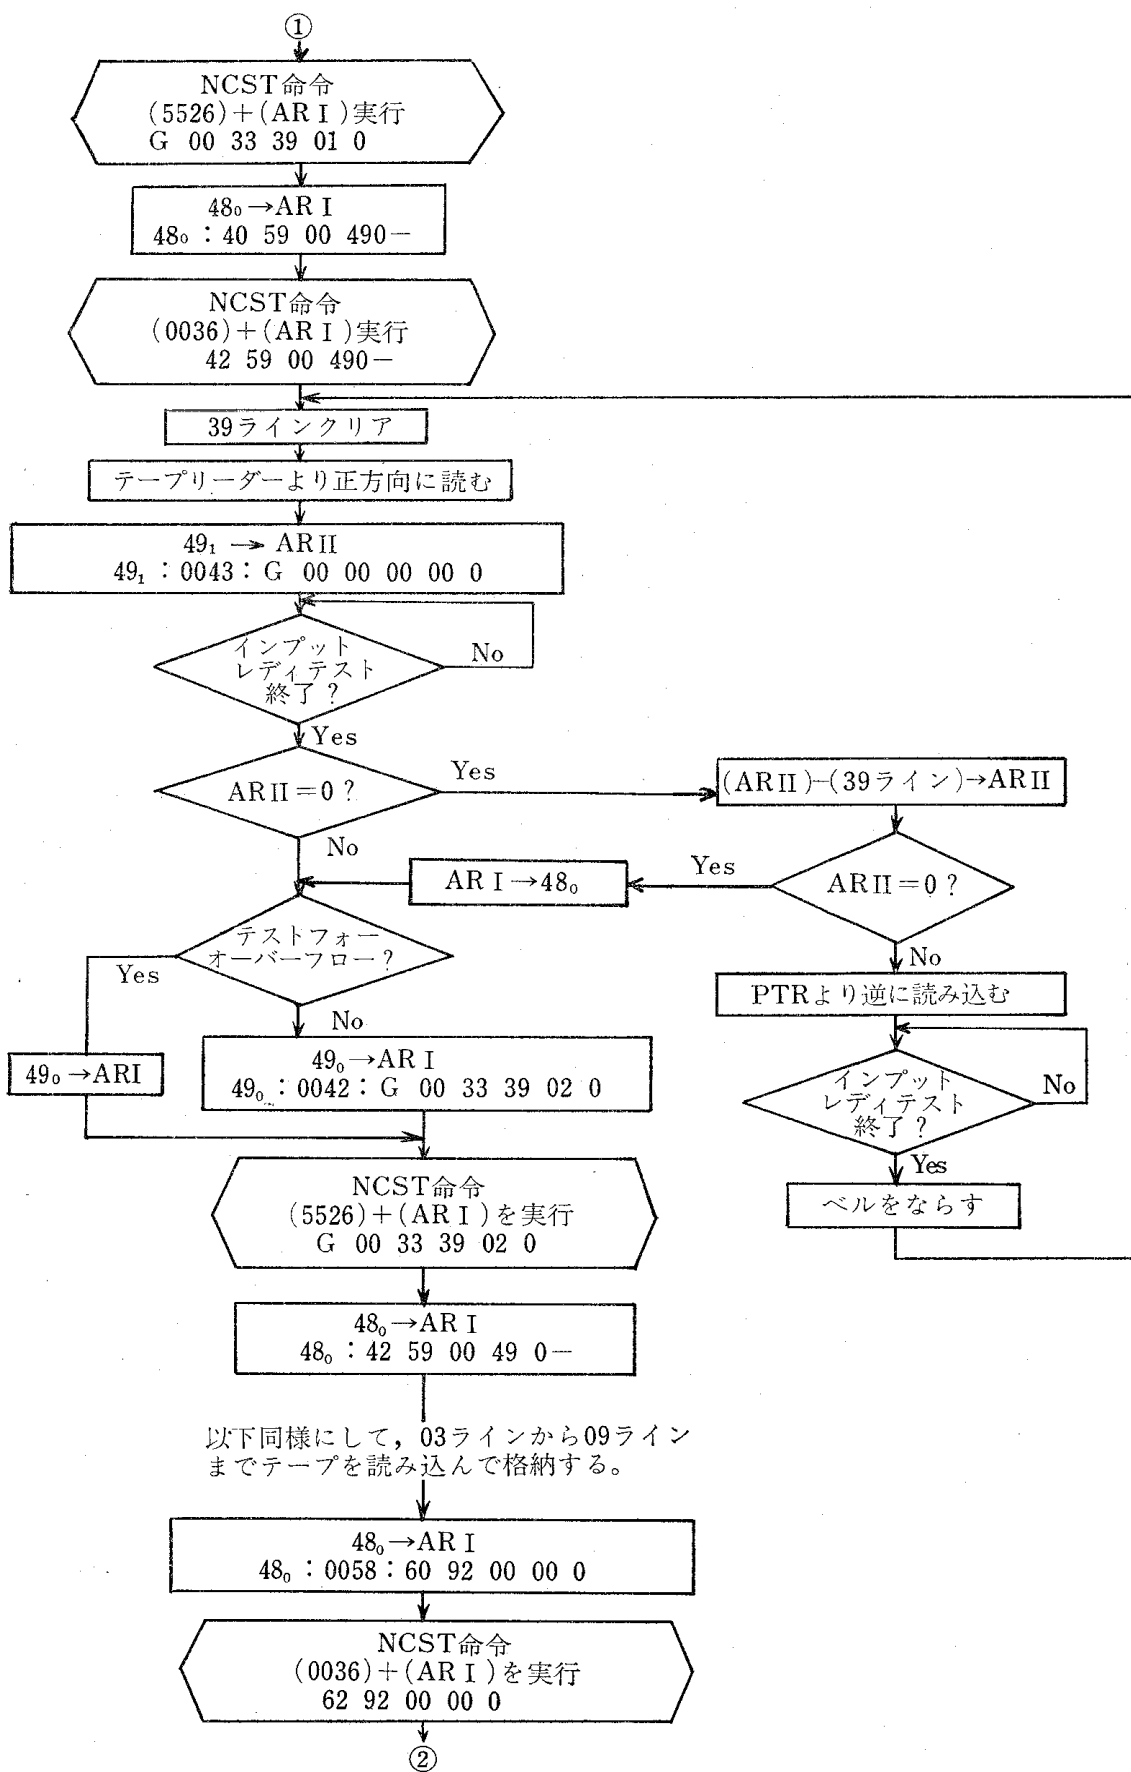 ①
NCST命令
(5526)+(ARⅠ)実行
G 00 33 39 01 0
48₀→ARⅠ
48₀:40 59 00 490−
NCST命令
(0036)+(ARⅠ)実行
42 59 00 490−
39ラインクリア
テープリーダーより正方向に読む
49₁→ARⅡ
49₁:0043:G 00 00 00 00 0
インプット
レディテスト
終了?
No
Yes
ARⅡ=0?
Yes
No
(ARⅡ)−(39ライン)→ARⅡ
ARⅡ=0?
Yes
ARⅠ→48₀
No
テストフォー
オーバーフロー?
Yes
No
PTRより逆に読み込む
49₀→ARI
49₀→ARⅠ
49₀:0042:G 00 33 39 02 0
インプット
レディテスト
終了?
No
Yes
ベルをならす
NCST命令
(5526)+(ARⅠ)を実行
G 00 33 39 02 0
48₀→ARⅠ
48₀:42 59 00 49 0−
以下同様にして,03ラインから09ライン
までテープを読み込んで格納する。
48₀→ARⅠ
48₀:0058:60 92 00 00 0
NCST命令
(0036)+(ARⅠ)を実行
62 92 00 00 0
②